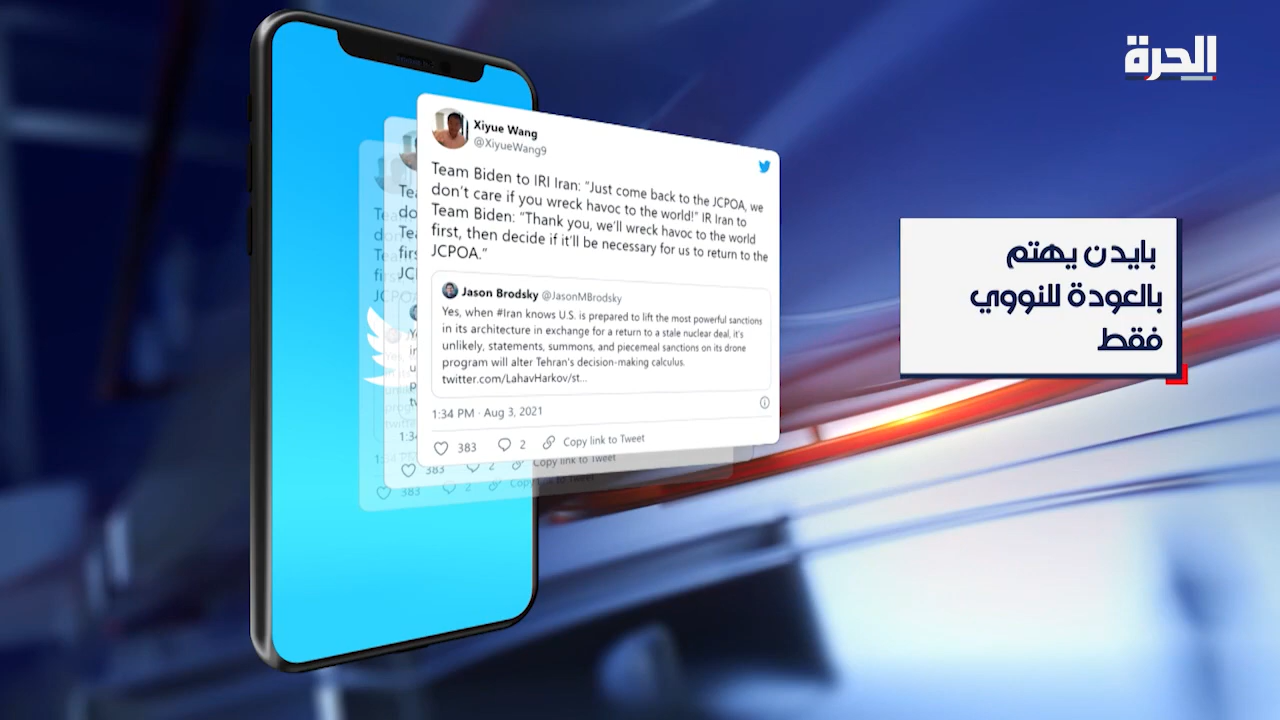 الحرة
Xiyue Wang
@XiyueWang9
Team Biden to IRI Iran: “Just come back to the JCPOA, we
don’t care if you wreck havoc to the world!” IR Iran to
Team Biden: “Thank you, we’ll wreck havoc to the world
first, then decide if it’ll be necessary for us to return to the
JCPOA.”
Jason Brodsky @JasonMBrodsky
Yes, when #Iran knows U.S. is prepared to lift the most powerful sanctions
in its architecture in exchange for a return to a stale nuclear deal, it's
unlikely, statements, summons, and piecemeal sanctions on its drone
program will alter Tehran's decision-making calculus.
twitter.com/LahavHarkov/st...
1:34 PM · Aug 3, 2021
383 2 Copy link to Tweet
بايدن يهتم
بالعودة للنووي
فقط